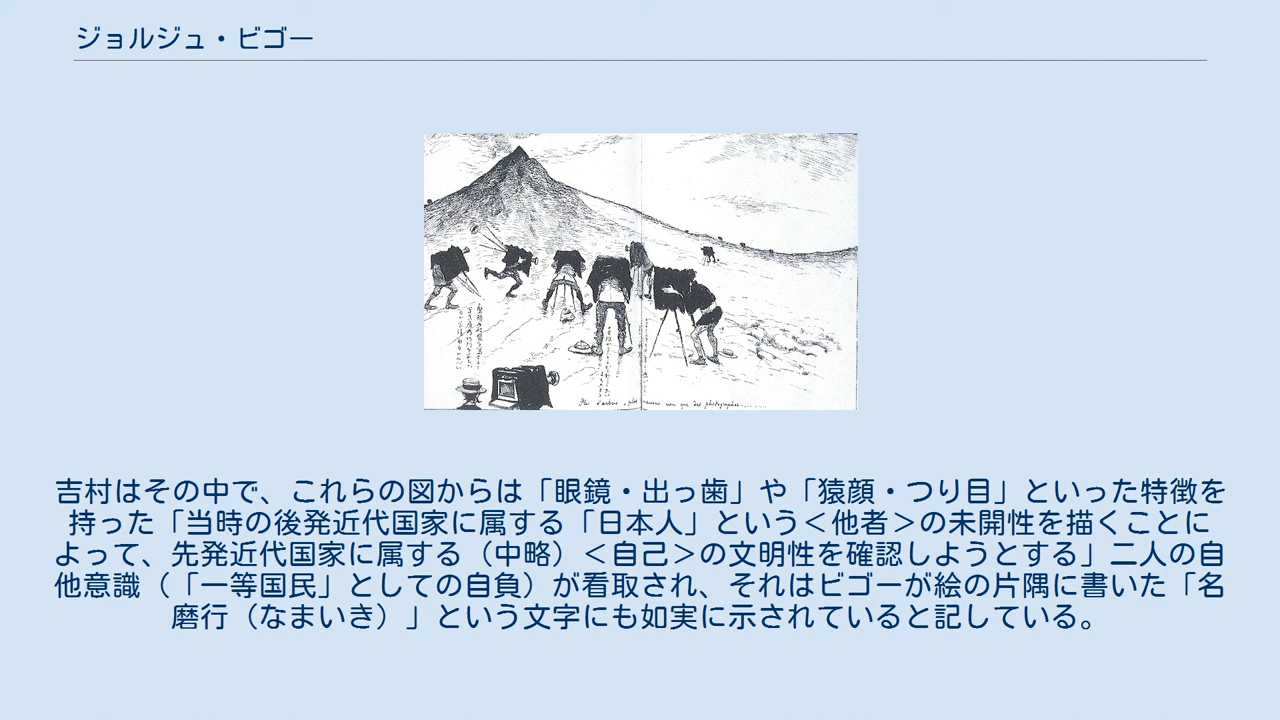 ジョルジュ・ビゴー
吉村はその中で、これらの図からは「眼鏡・出っ歯」や「猿顔・つり目」といった特徴を
持った「当時の後発近代国家に属する「日本人」という＜他者＞の未開性を描くことに
よって、先発近代国家に属する（中略）＜自己＞の文明性を確認しようとする」二人の自
他意識（「一等国民」としての自負）が看取され、それはビゴーが絵の片隅に書いた「名
磨行（なまいき）」という文字にも如実に示されていると記している。